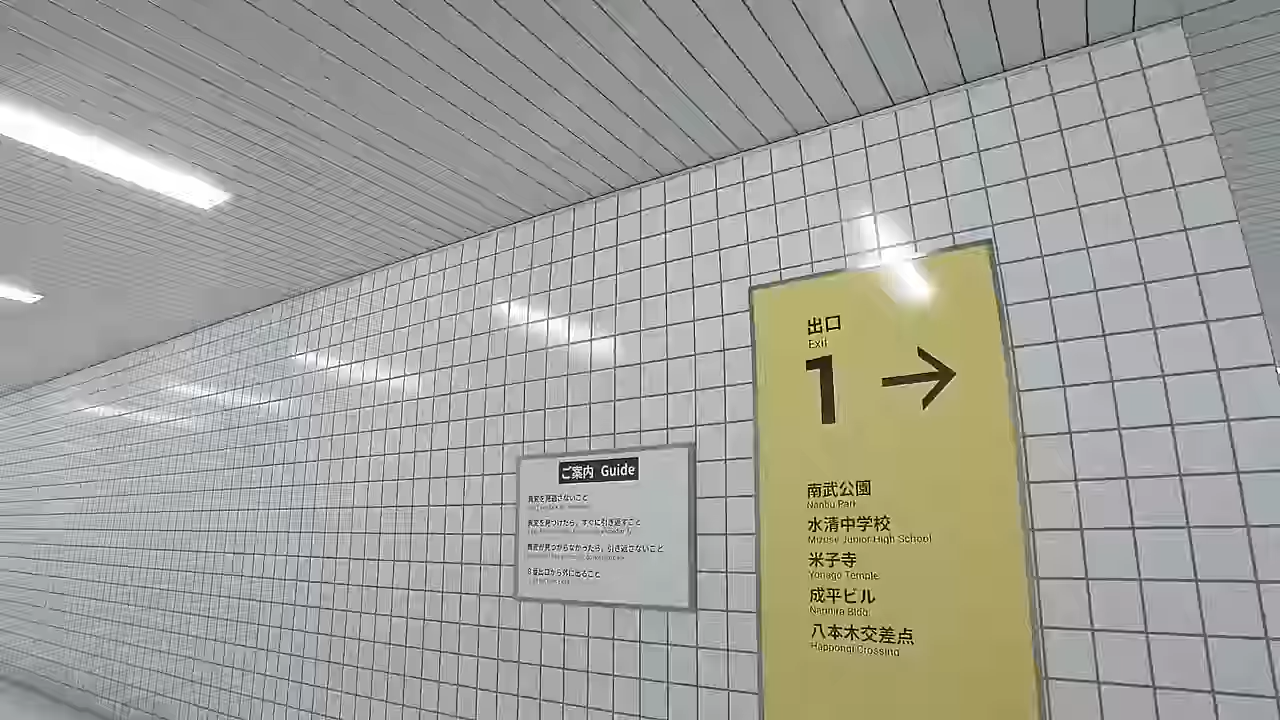 ご案内 Guide
異変を見逃さないこと
異変を見つけたら、すぐに引き返すこと
異変が見つからなかったら、引き返さないこと
8番出口から外に出ること
出口
Exit
1 →
南武公園
Nanbu Park
水清中学校
Mizuse Junior High School
米子寺
Yonago Temple
成平ビル
Narihira Bldg.
八本木交差点
Happongi Crossing